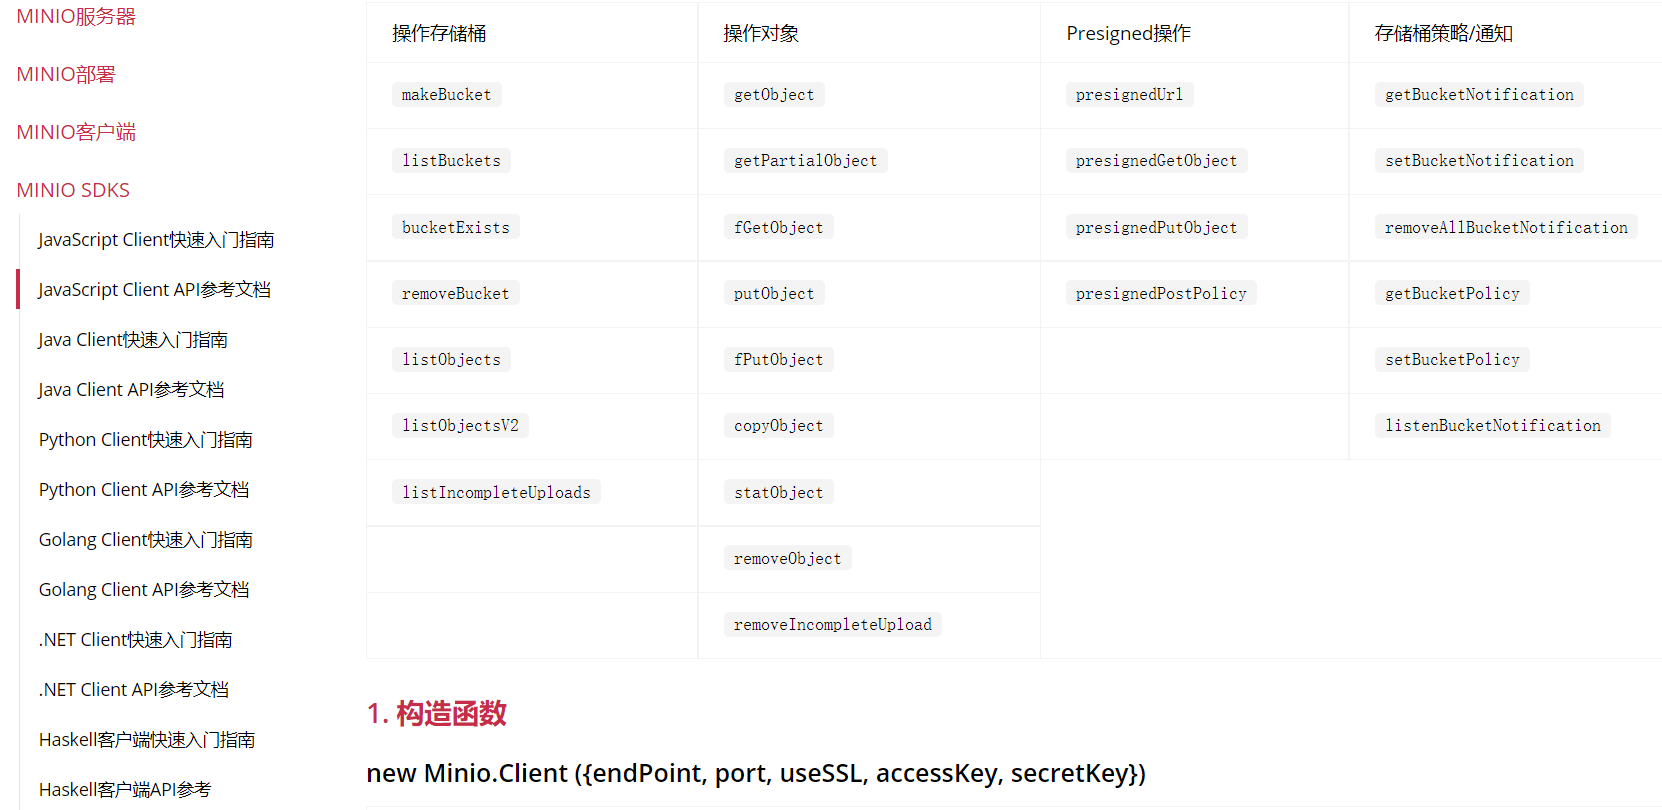 MINIO服务器
MINIO部署
MINIO客户端
MINIO SDKS
JavaScript Client快速入门指南
JavaScript Client API参考文档
Java Client快速入门指南
Java Client API参考文档
Python Client快速入门指南
Python Client API参考文档
Golang Client快速入门指南
Golang Client API参考文档
.NET Client快速入门指南
.NET Client API参考文档
Haskell客户端快速入门指南
Haskell客户端API参考
操作存储桶 操作对象 Presigned操作 存储桶策略/通知
makeBucket getObject presignedUrl getBucketNotification
listBuckets getPartialObject presignedGetObject setBucketNotification
bucketExists fGetObject presignedPutObject removeAllBucketNotification
removeBucket putObject presignedPostPolicy getBucketPolicy
listObjects fPutObject setBucketPolicy
listObjectsV2 copyObject listenBucketNotification
listIncompleteUploads statObject
removeObject
removeIncompleteUpload
1. 构造函数
new Minio.Client ({endPoint, port, useSSL, accessKey, secretKey})